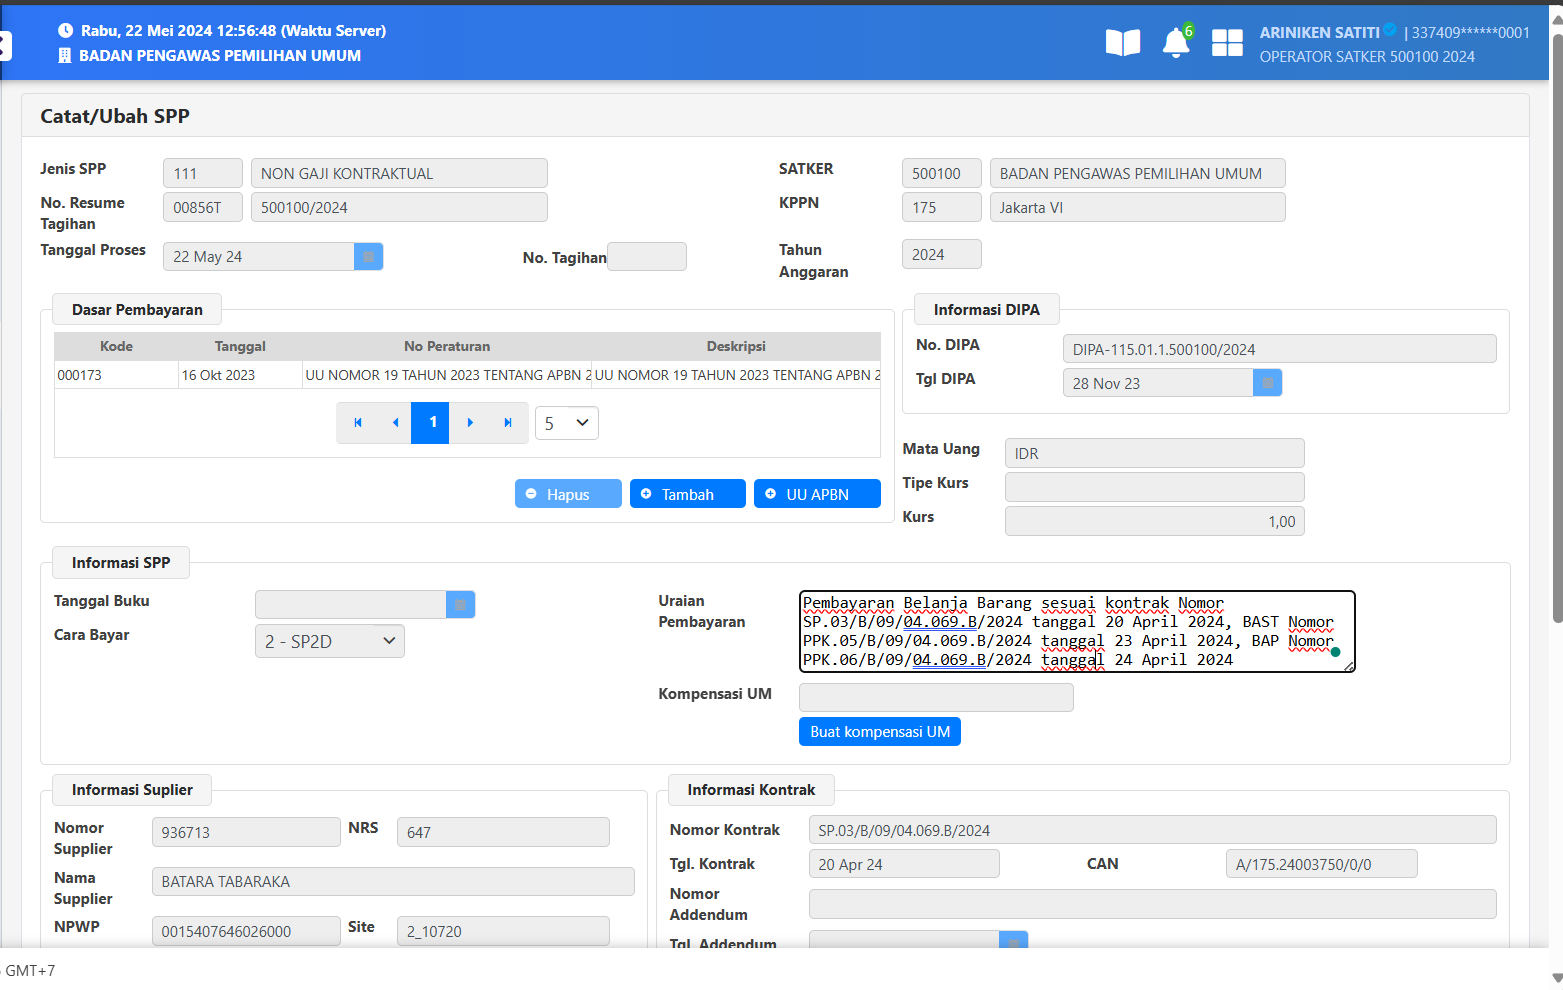 Rabu, 22 Mei 2024 12:56:48 (Waktu Server)
BADAN PENGAWAS PEMILIHAN UMUM
6
ARINIKEN SATITI | 337409******0001
OPERATOR SATKER 500100 2024
Catat/Ubah SPP
Jenis SPP 111 NON GAJI KONTRAKTUAL
SATKER 500100 BADAN PENGAWAS PEMILIHAN UMUM
No. Resume Tagihan 00856T 500100/2024
KPPN 175 Jakarta VI
Tanggal Proses 22 May 24 No. Tagihan
Tahun Anggaran 2024
Dasar Pembayaran
Kode Tanggal No Peraturan Deskripsi
000173 16 Okt 2023 UU NOMOR 19 TAHUN 2023 TENTANG APBN 2 UU NOMOR 19 TAHUN 2023 TENTANG APBN 2
1 5
Hapus Tambah UU APBN
Informasi DIPA
No. DIPA DIPA-115.01.1.500100/2024
Tgl DIPA 28 Nov 23
Mata Uang IDR
Tipe Kurs
Kurs 1,00
Informasi SPP
Tanggal Buku
Cara Bayar 2 - SP2D
Uraian Pembayaran
Pembayaran Belanja Barang sesuai kontrak Nomor
SP.03/B/09/04.069.B/2024 tanggal 20 April 2024, BAST Nomor
PPK.05/B/09/04.069.B/2024 tanggal 23 April 2024, BAP Nomor
PPK.06/B/09/04.069.B/2024 tanggal 24 April 2024
Kompensasi UM
Buat kompensasi UM
Informasi Suplier
Nomor Supplier 936713 NRS 647
Nama Supplier BATARA TABARAKA
NPWP 0015407646026000 Site 2_10720
Informasi Kontrak
Nomor Kontrak SP.03/B/09/04.069.B/2024
Tgl. Kontrak 20 Apr 24 CAN A/175.24003750/0/0
Nomor Addendum
Tgl. Addendum
GMT+7